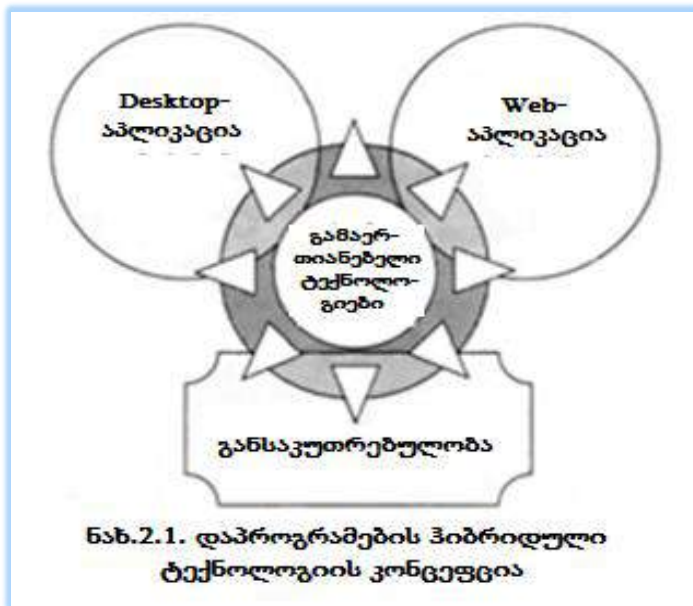 Desktop-
აპლიკაცია
Web-
აპლიკაცია
გამაერ-
თიანებელი
ტექნოლო-
გიები
განსაკუთრებულობა
ნახ.2.1. დაპროგრამების ჰიბრიდული
ტექნოლოგიის კონცეფცია